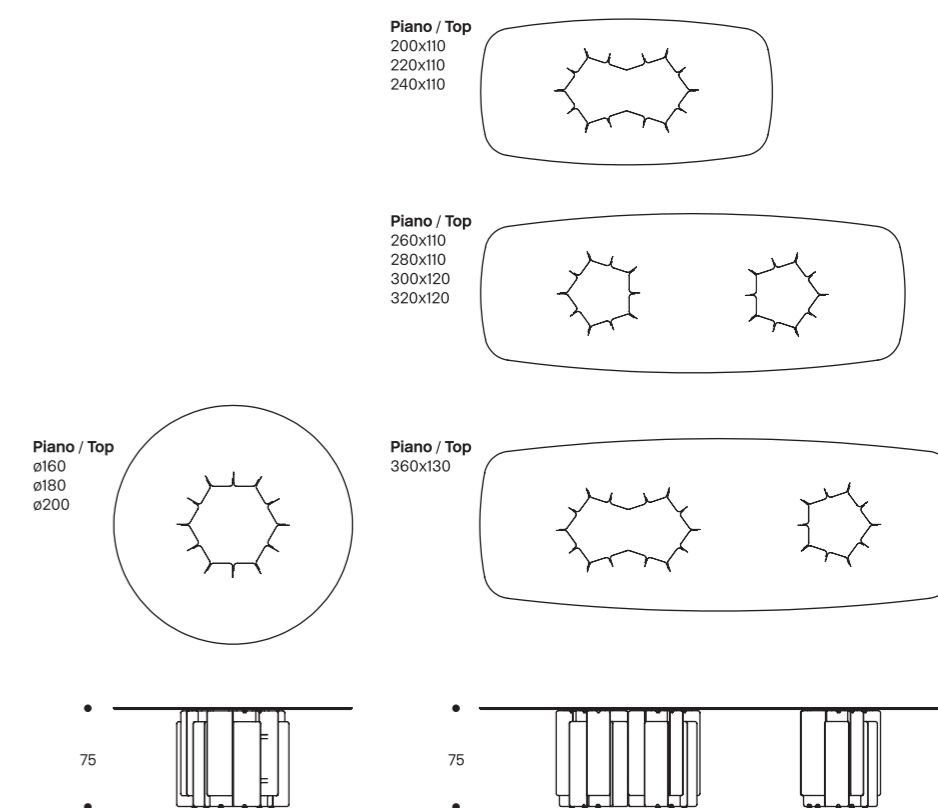 Piano / Top
200x110
220x110
240x110
Piano / Top
260x110
280x110
300x120
320x120
Piano / Top
ø160
ø180
ø200
Piano / Top
360x130
75
75